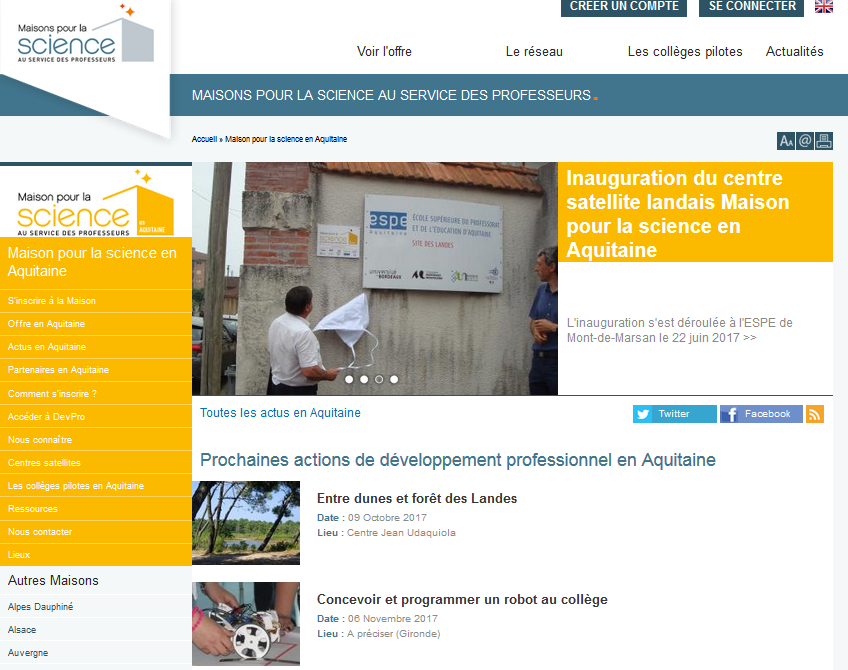 CRÉER UN COMPTE
SE CONNECTER
Maisons pour la
science
AU SERVICE DES PROFESSEURS
Voir l'offre
Le réseau
Les collèges pilotes
Actualités
MAISONS POUR LA SCIENCE AU SERVICE DES PROFESSEURS
Accueil » Maison pour la science en Aquitaine
AA @
Maison pour la
science
AU SERVICE DES PROFESSEURS
EN AQUITAINE
Maison pour la science en
Aquitaine
S'inscrire à la Maison
Offre en Aquitaine
Actus en Aquitaine
Partenaires en Aquitaine
Comment s'inscrire ?
Accéder à DevPro
Nous connaître
Centres satellites
Les collèges pilotes en Aquitaine
Ressources
Nous contacter
Lieux
Autres Maisons
Alpes Dauphiné
Alsace
Auvergne
science
espe
Aquitaine
ÉCOLE SUPÉRIEURE DU PROFESSORAT
ET DE L'ÉDUCATION D'AQUITAINE
SITE DES LANDES
université
BORDEAUX
Inauguration du centre
satellite landais Maison
pour la science en
Aquitaine
L'inauguration s'est déroulée à l'ESPE de
Mont-de-Marsan le 22 juin 2017 >>
Toutes les actus en Aquitaine
Twitter
Facebook
Prochaines actions de développement professionnel en Aquitaine
Entre dunes et forêt des Landes
Date : 09 Octobre 2017
Lieu : Centre Jean Udaquiola
Concevoir et programmer un robot au collège
Date : 06 Novembre 2017
Lieu : A préciser (Gironde)